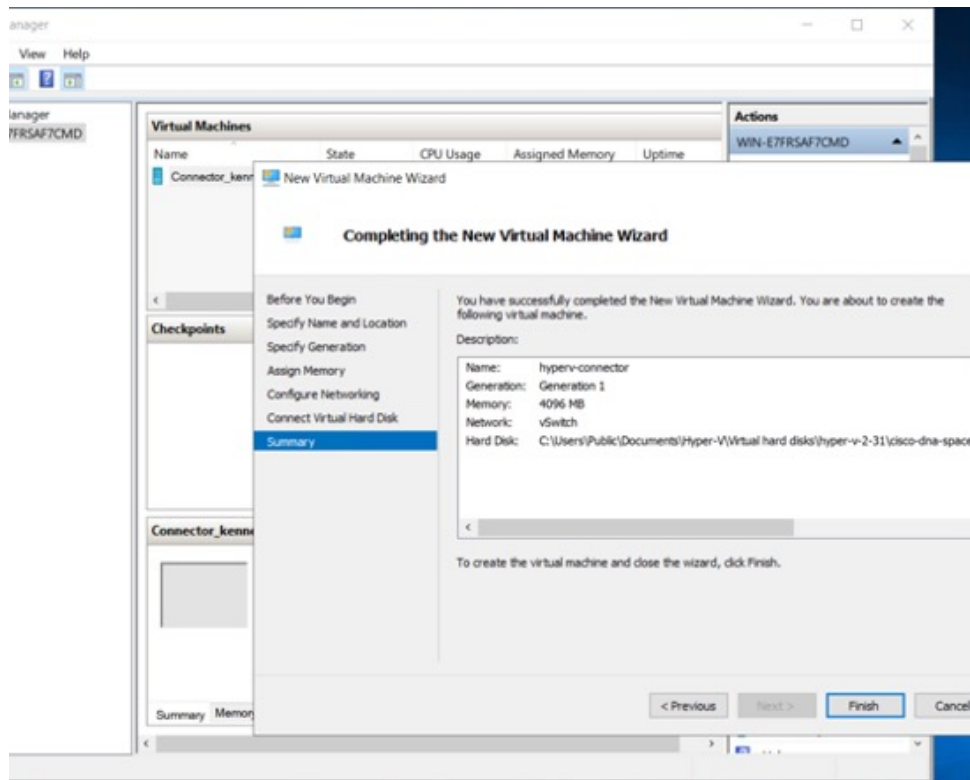 anager
View Help
anager
7FRSAF7CMD
Virtual Machines
Name State CPU Usage Assigned Memory Uptime
Connector_kenn
Actions
WIN-E7FRSAF7CMD
New Virtual Machine Wizard
Completing the New Virtual Machine Wizard
Before You Begin
Specify Name and Location
Specify Generation
Assign Memory
Configure Networking
Connect Virtual Hard Disk
Summary
You have successfully completed the New Virtual Machine Wizard. You are about to create the
following virtual machine.
Description:
Name: hyperv-connector
Generation: Generation 1
Memory: 4096 MB
Network: vSwitch
Hard Disk: C:\Users\Public\Documents\Hyper-V\Virtual hard disks\hyper-v-2-31\cisco-dna-space
To create the virtual machine and close the wizard, click Finish.
< Previous Next > Finish Cancel
Checkpoints
Connector_kenne
Summary Memory